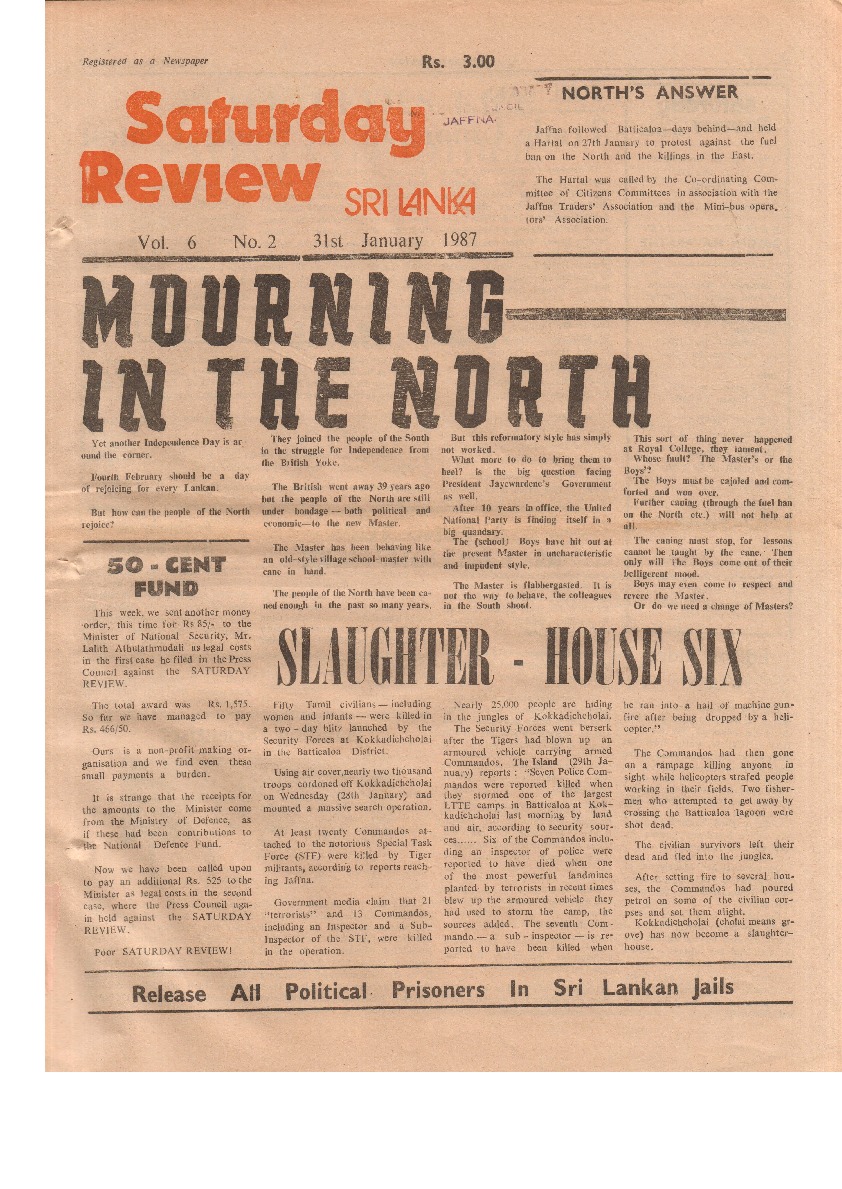 Registered as a Newspaper
Rs. 3.00
Saturday
Review
SRI LANKA
JAFFNA.
Vol. 6 No. 2 31st January 1987
NORTH'S ANSWER
Jaffna followed Batticaloa—days behind—and held
a Hartal on 27th January to protest against the fuel
ban on the North and the killings in the East.
The Hartal was called by the Co-ordinating Com-
mittee of Citizens Committees in association with the
Jaffna Traders' Association and the Mini-bus opera,
tors' Association.
MOURNING
IN THE NORTH
Yet another Independence Day is ar-
ound the corner.
Fourth February should be a day
of rejoicing for every Lankan.
But how can the people of the North
rejoice?
They joined the people of the South
in the struggle for Independence from
the British Yoke.
The British went away 39 years ago
but the people of the North are still
under bondage — both political and
economic—to the new Master.
The Master has been behaving like
an old-style village school-master with
cane in hand.
The people of the North have been ca-
ned enough in the past so many years.
But this reformatory style has simply
not worked.
What more to do to bring them to
heel? is the big question facing
President Jayewardene's Government
as well.
After 10 years in office, the United
National Party is finding itself in a
big quandary.
The (school) Boys have hit out at
the present Master in uncharacteristic
and impudent style.
The Master is flabbergasted. It is
not the way to behave, the colleagues
in the South shout.
This sort of thing never happened
at Royal College, they lament.
Whose fault? The Master's or the
Boys'?
The Boys must be cajoled and com-
forted and won over.
Further caning (through the fuel ban
on the North etc.) will not help at
all.
The caning must stop, for lessons
cannot be taught by the cane. Then
only will The Boys come out of their
belligerent mood.
Boys may even come to respect and
revere the Master.
Or do we need a change of Masters?
50 - CENT
FUND
This week, we sent another money
order, this time for Rs 85/- to the
Minister of National Security, Mr.
Lalith Athulathmudali as legal costs
in the first case he filed in the Press
Council against the SATURDAY
REVIEW.
The total award was Rs. 1,575.
So far we have managed to pay
Rs. 466/50.
Ours is a non-profit making or-
ganisation and we find even these
small payments a burden.
It is strange that the receipts for
the amounts to the Minister come
from the Ministry of Defence, as
if these had been contributions to
the National Defence Fund.
Now we have been called upon
to pay an additional Rs. 525 to the
Minister as legal costs in the second
case, where the Press Council aga-
in held against the SATURDAY
REVIEW.
Poor SATURDAY REVIEW!
SLAUGHTER - HOUSE SIX
Fifty Tamil civilians — including
women and infants — were killed in
a two - day blitz launched by the
Security Forces at Kokkadichcholai
in the Batticaloa District.
Using air cover, nearly two thousand
troops cordoned off Kokkadichcholai
on Wednesday (28th January) and
mounted a massive search operation.
At least twenty Commandos at-
tached to the notorious Special Task
Force (STF) were killed by Tiger
militants, according to reports reach-
ing Jaffna.
Government media claim that 21
"terrorists" and 13 Commandos,
including an Inspector and a Sub-
Inspector of the STF, were killed
in the operation.
Nearly 25,000 people are hiding
in the jungles of Kokkadichcholai.
The Security Forces went berserk
after the Tigers had blown up an
armoured vehicle carrying armed
Commandos, The Island (29th Ja-
nuary) reports : "Seven Police Com-
mandos were reported killed when
they stormed one of the largest
LTTE camps in Batticaloa at Kok-
kadichcholai last morning by land
and air, according to security sour-
ces...... Six of the Commandos inclu-
ding an inspector of police were
reported to have died when one
of the most powerful landmines
planted by terrorists in recent times
blew up the armoured vehicle they
had used to storm the camp, the
sources added. The seventh Com-
mando — a sub - inspector — is re-
ported to have been killed when
he ran into a hail of machine gun-
fire after being dropped by a heli-
copter."
The Commandos had then gone
on a rampage killing anyone in
sight while helicopters strafed people
working in their fields. Two fisher-
men who attempted to get away by
crossing the Batticaloa lagoon were
shot dead.
The civilian survivors left their
dead and fled into the jungles.
After setting fire to several hou-
ses, the Commandos had poured
petrol on some of the civilian cor-
pses and set them alight.
Kokkadichcholai (cholai means gr-
ove) has now become a slaughter-
house.
Release All Political Prisoners In Sri Lankan Jails